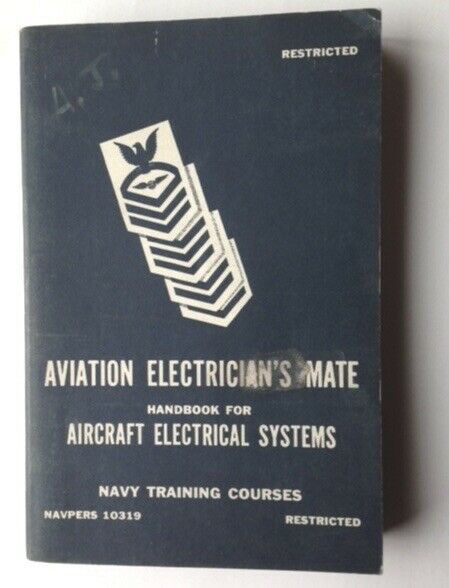 RESTRICTED
A.J.
AVIATION ELECTRICIAN'S MATE
HANDBOOK FOR
AIRCRAFT ELECTRICAL SYSTEMS
NAVY TRAINING COURSES
NAVPERS 10319
RESTRICTED